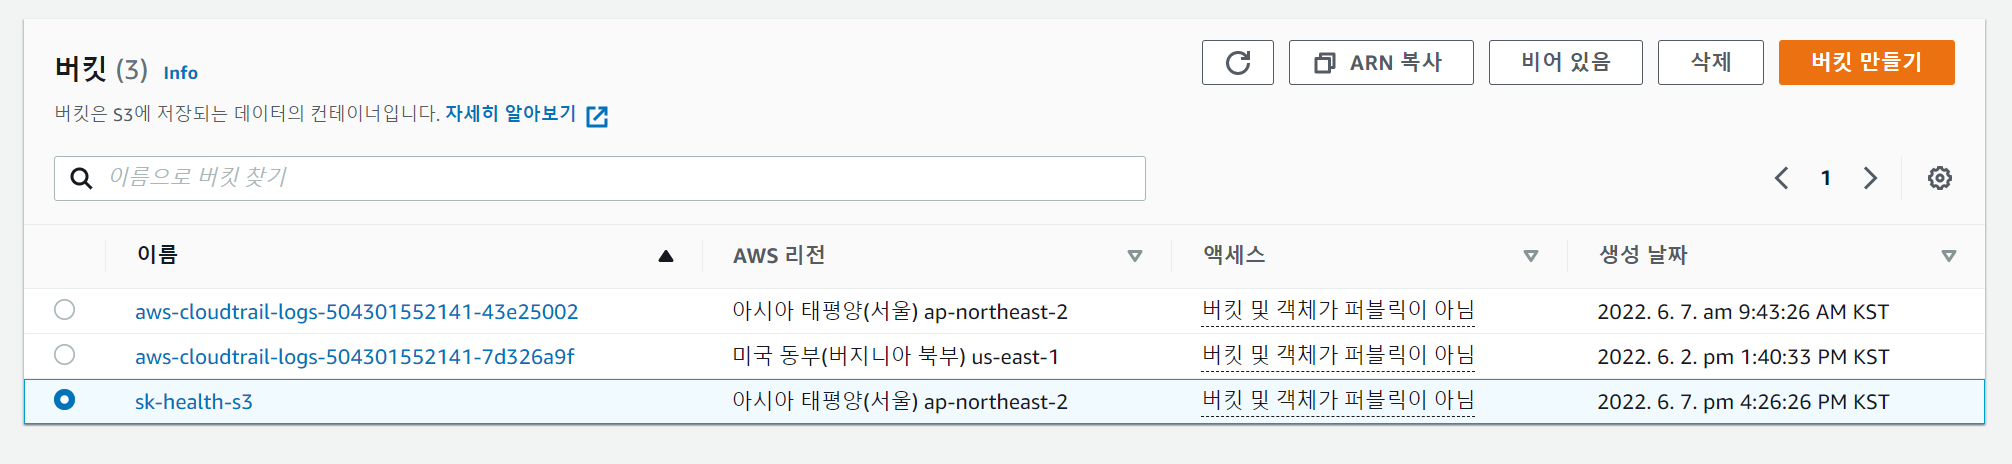 버킷 (3) Info
ARN 복사 비어 있음 삭제 버킷 만들기
버킷은 S3에 저장되는 데이터의 컨테이너입니다. 자세히 알아보기
이름으로 버킷 찾기
1
이름 AWS 리전 액세스 생성 날짜
aws-cloudtrail-logs-504301552141-43e25002 아시아 태평양(서울) ap-northeast-2 버킷 및 객체가 퍼블릭이 아님 2022. 6. 7. am 9:43:26 AM KST
aws-cloudtrail-logs-504301552141-7d326a9f 미국 동부(버지니아 북부) us-east-1 버킷 및 객체가 퍼블릭이 아님 2022. 6. 2. pm 1:40:33 PM KST
sk-health-s3 아시아 태평양(서울) ap-northeast-2 버킷 및 객체가 퍼블릭이 아님 2022. 6. 7. pm 4:26:26 PM KST